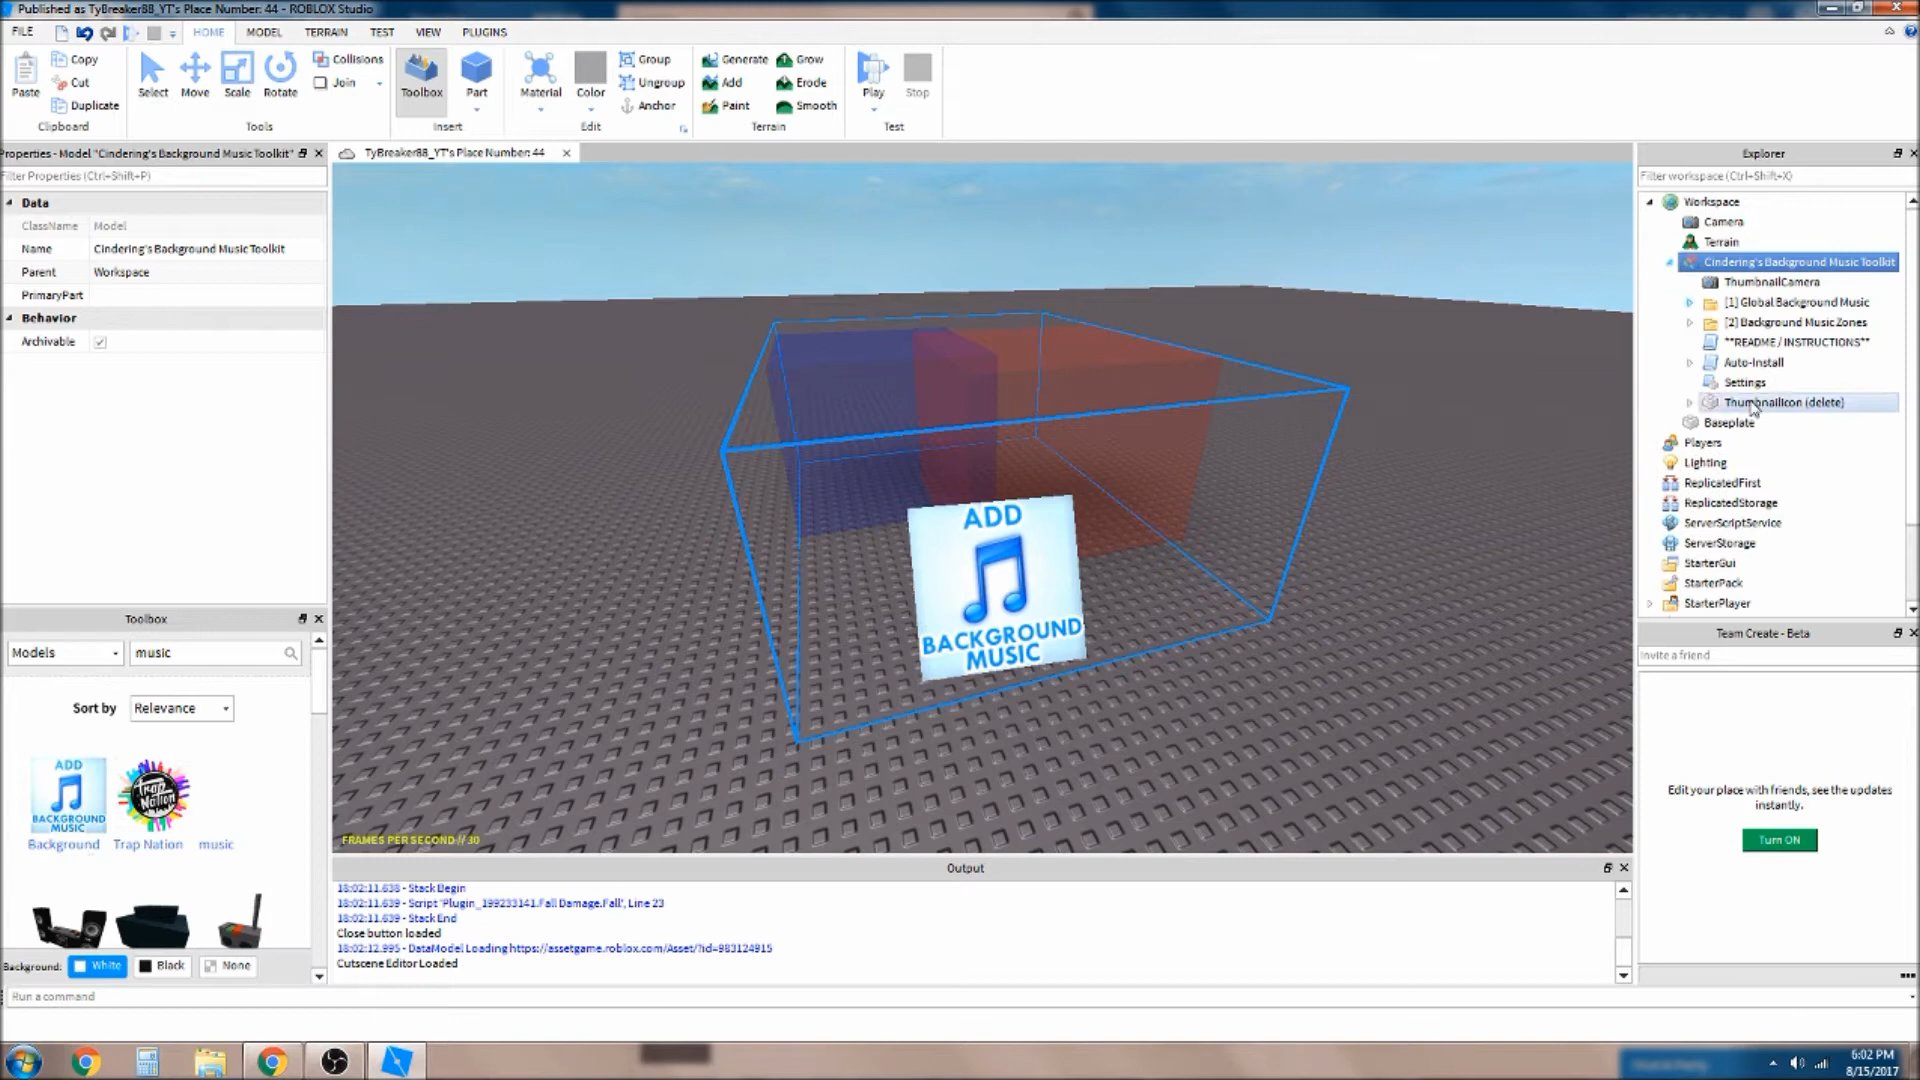 Published as TyBreaker88_YT's Place Number: 44 - ROBLOX Studio
FILE
HOME
MODEL
TERRAIN
TEST
VIEW
PLUGINS
Paste
Copy
Cut
Duplicate
Clipboard
Select
Move
Scale
Rotate
Collisions
Join
Tools
Toolbox
Part
Insert
Material
Color
Group
Ungroup
Anchor
Edit
Generate
Grow
Add
Erode
Paint
Smooth
Terrain
Play
Stop
Test
Properties - Model "Cindering's Background Music Toolkit"
Filter Properties (Ctrl+Shift+P)
Data
ClassName Model
Name Cindering's Background Music Toolkit
Parent Workspace
PrimaryPart
Behavior
Archivable
Toolbox
Models
music
Sort by Relevance
ADD
BACKGROUND
MUSIC
Trap
Nation
Background
Trap Nation
music
Background:
White
Black
None
TyBreaker88_YT's Place Number: 44
ADD
BACKGROUND
MUSIC
FRAMES PER SECOND // 30
Output
18:02:11.638 - Stack Begin
18:02:11.639 - Script 'Plugin_199233141.Fall Damage.Fall', Line 23
18:02:11.639 - Stack End
Close button loaded
18:02:12.995 - DataModel Loading https://assetgame.roblox.com/Asset/?id=983124915
Cutscene Editor Loaded
Explorer
Filter workspace (Ctrl+Shift+X)
Workspace
Camera
Terrain
Cindering's Background Music Toolkit
ThumbnailCamera
[1] Global Background Music
[2] Background Music Zones
**README / INSTRUCTIONS**
Auto-Install
Settings
ThumbnailIcon (delete)
Baseplate
Players
Lighting
ReplicatedFirst
ReplicatedStorage
ServerScriptService
ServerStorage
StarterGui
StarterPack
StarterPlayer
Team Create - Beta
Invite a friend
Edit your place with friends, see the updates
instantly.
Turn ON
Run a command
6:02 PM
8/15/2017